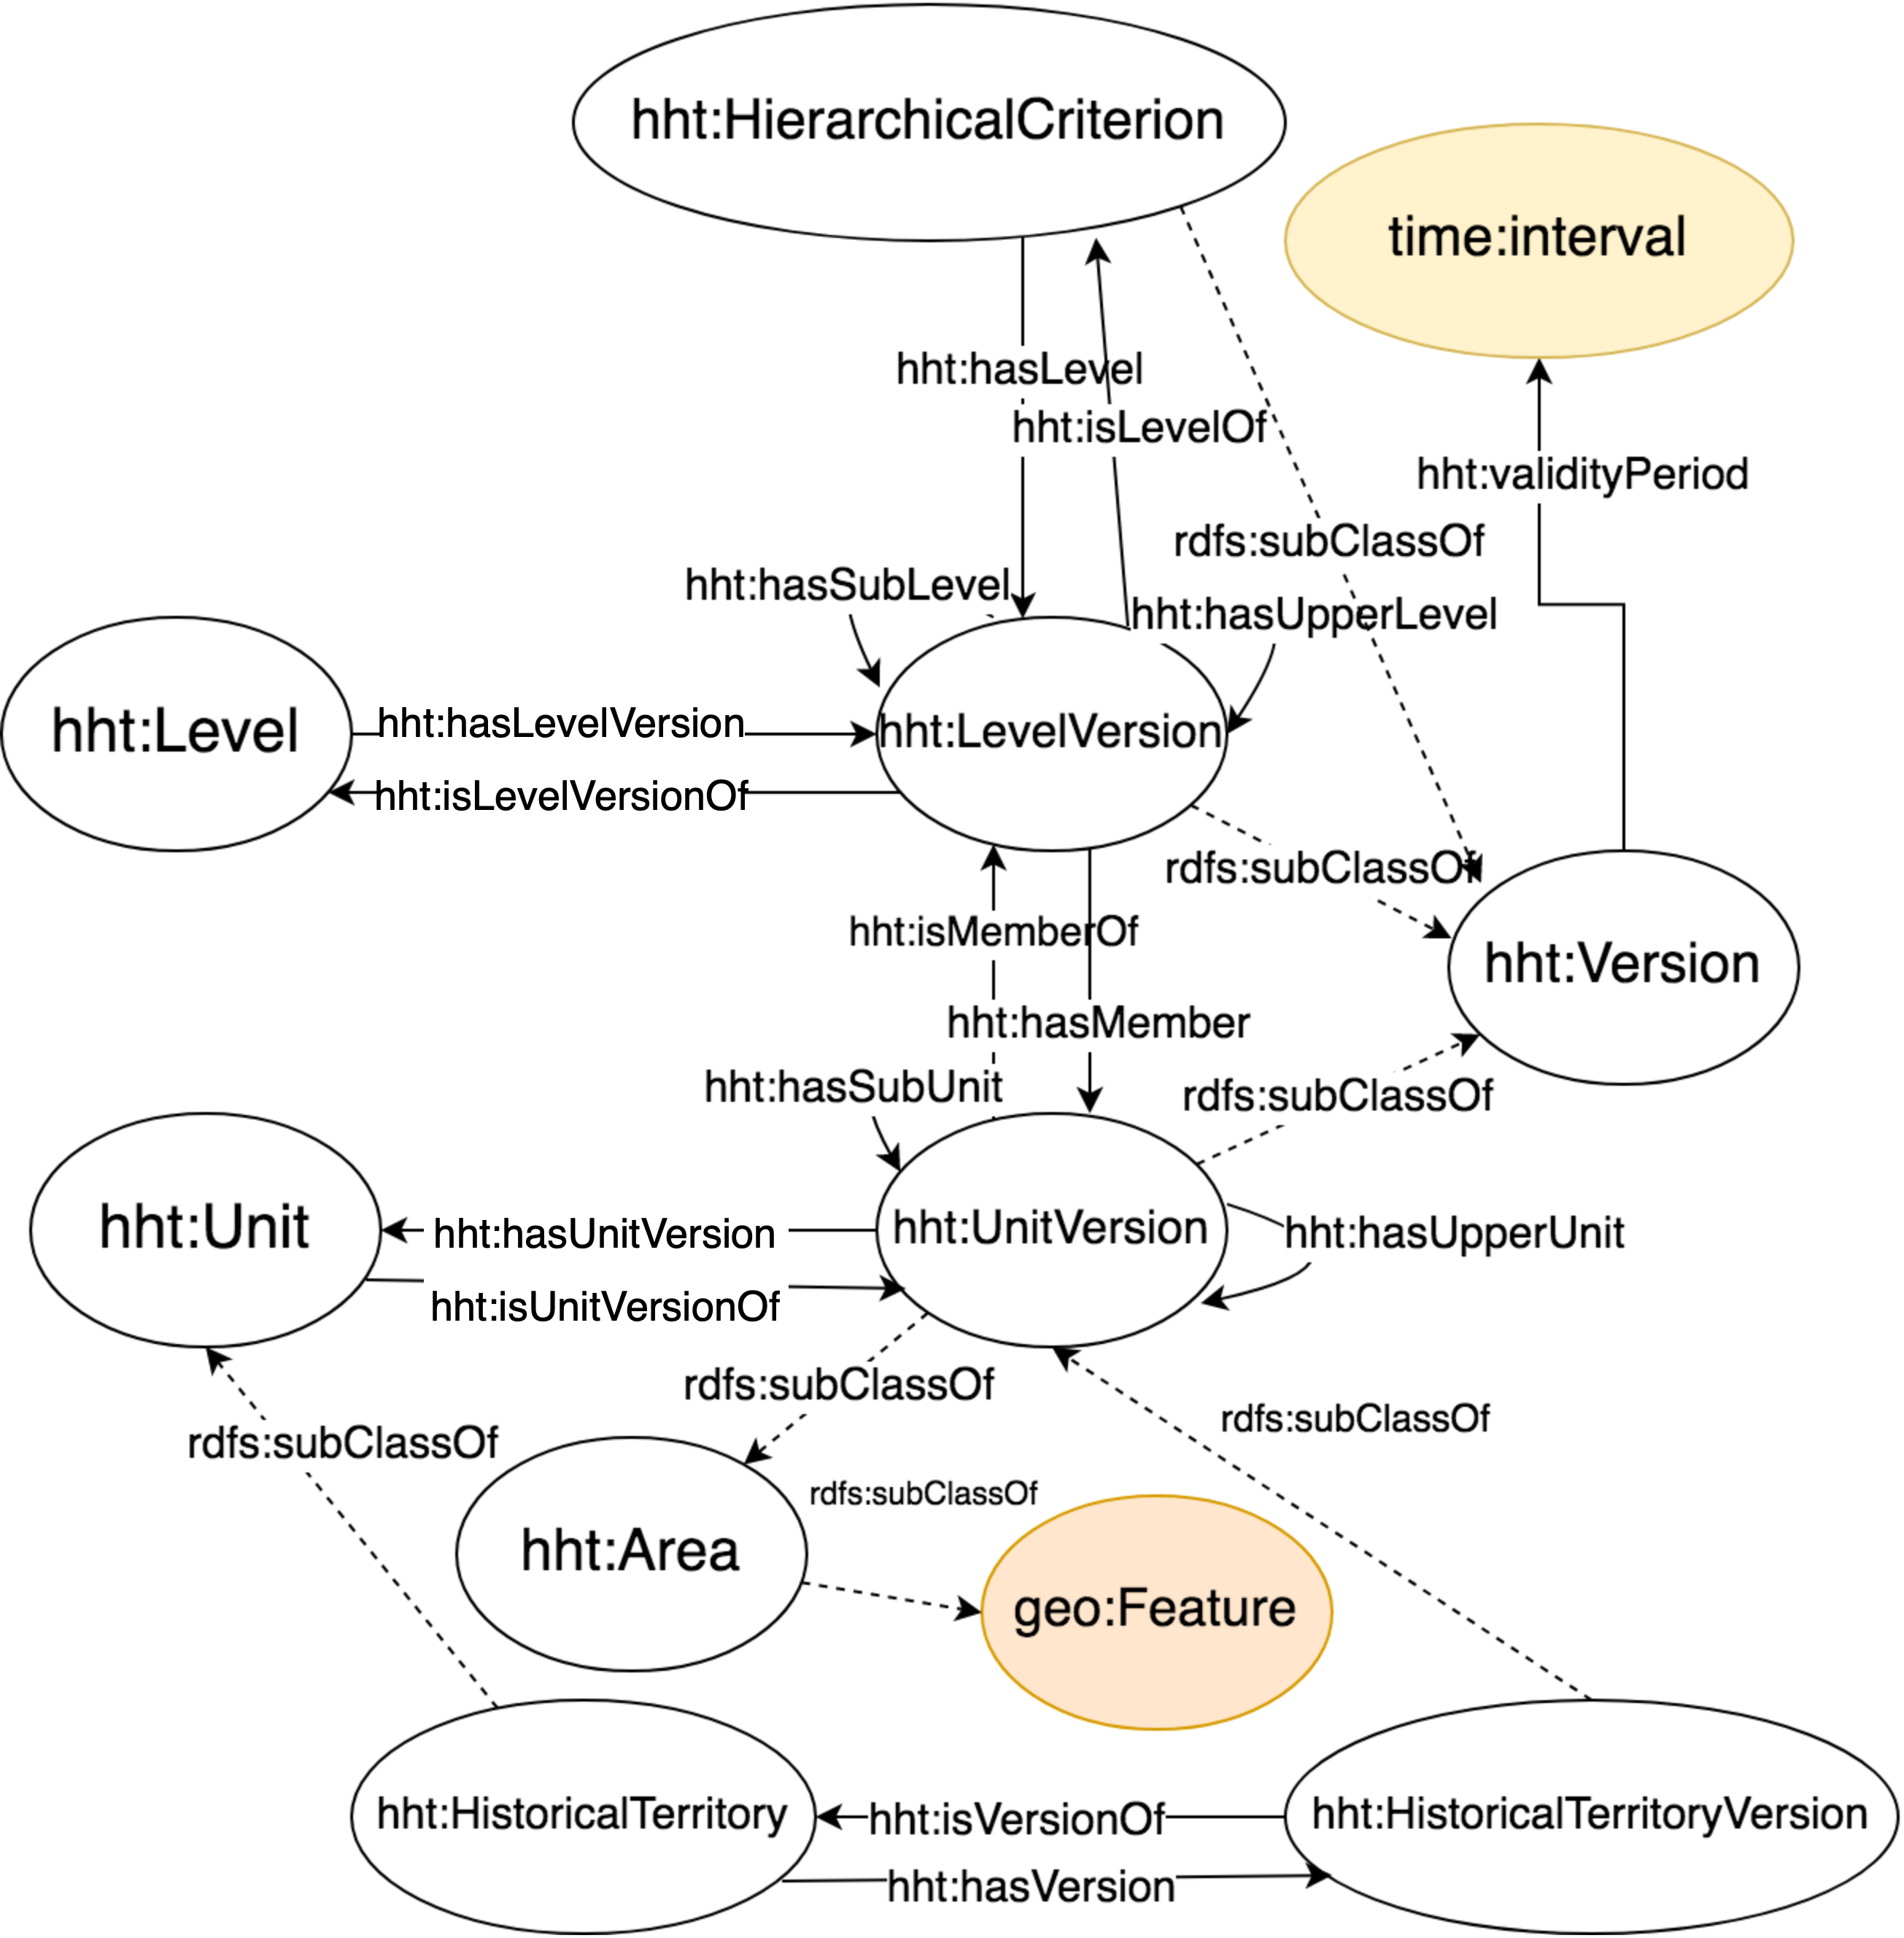 hht:HierarchicalCriterion
time:interval
hht:hasLevel
hht:isLevelOf
hht:validityPeriod
rdfs:subClassOf
hht:hasSubLevel
hht:hasUpperLevel
hht:Level
hht:hasLevelVersion
hht:LevelVersion
hht:isLevelVersionOf
rdfs:subClassOf
hht:isMemberOf
hht:Version
hht:hasMember
hht:hasSubUnit
rdfs:subClassOf
hht:Unit
hht:hasUnitVersion
hht:UnitVersion
hht:hasUpperUnit
hht:isUnitVersionOf
rdfs:subClassOf
rdfs:subClassOf
rdfs:subClassOf
rdfs:subClassOf
hht:Area
geo:Feature
hht:HistoricalTerritory
hht:isVersionOf
hht:HistoricalTerritoryVersion
hht:hasVersion